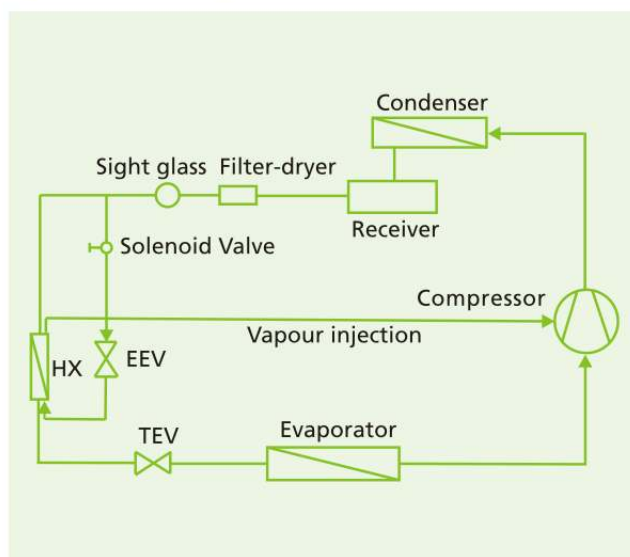 Condenser
Sight glass
Filter-dryer
Receiver
Solenoid Valve
Compressor
Vapour injection
HX
EEV
TEV
Evaporator